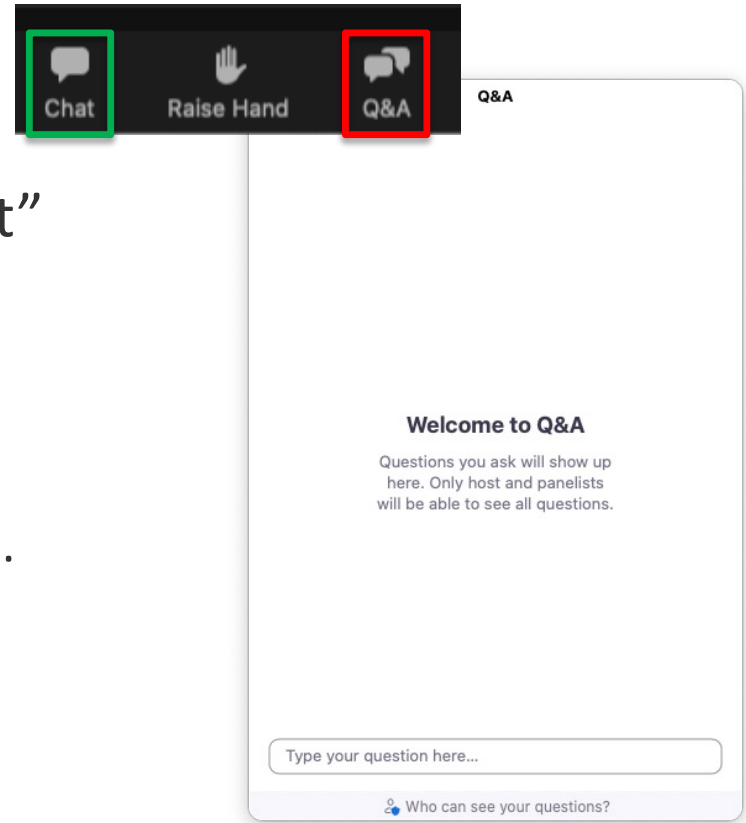 Chat Raise Hand Q&A
Q&A
t”
Welcome to Q&A
Questions you ask will show up
here. Only host and panelists
will be able to see all questions.
.
Type your question here...
Who can see your questions?